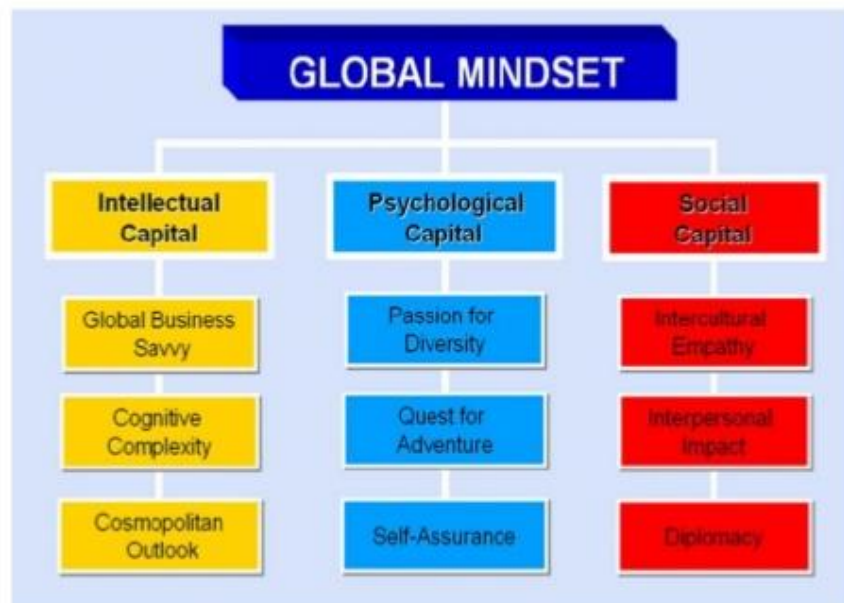 GLOBAL MINDSET
Intellectual
Capital
Psychological
Capital
Social
Capital
Global Business
Savvy
Passion for
Diversity
Intercultural
Empathy
Cognitive
Complexity
Quest for
Adventure
Interpersonal
Impact
Cosmopolitan
Outlook
Self-Assurance
Diplomacy